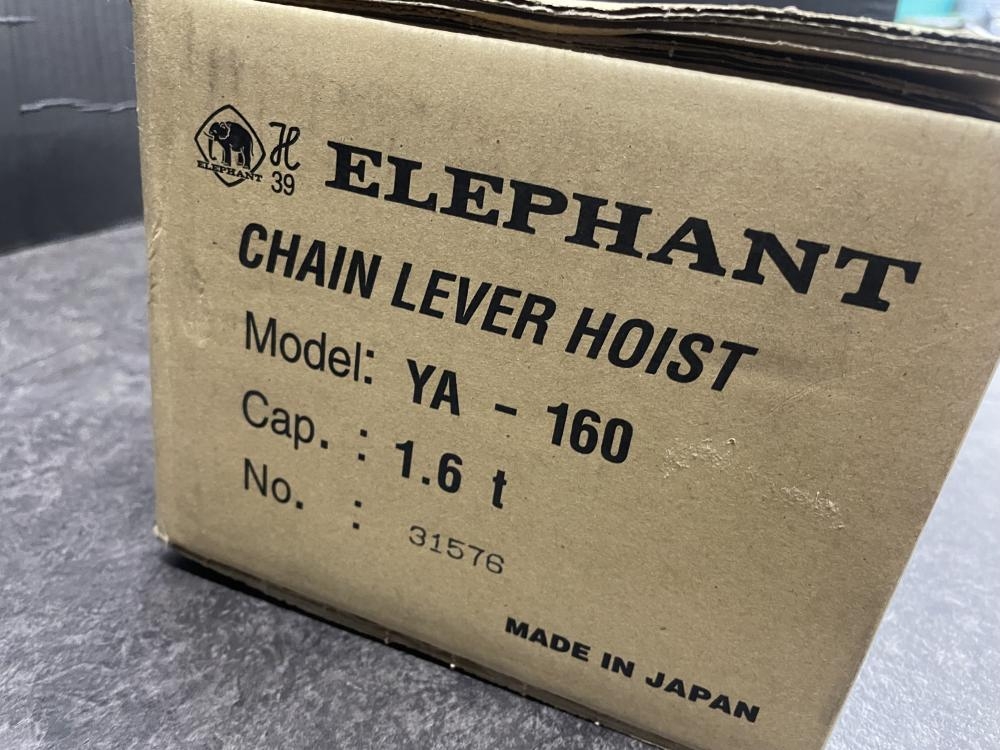 ELEPHANT
H
39
ELEPHANT
CHAIN LEVER HOIST
Model: YA - 160
Cap. : 1.6 t
No. : 31576
MADE IN JAPAN